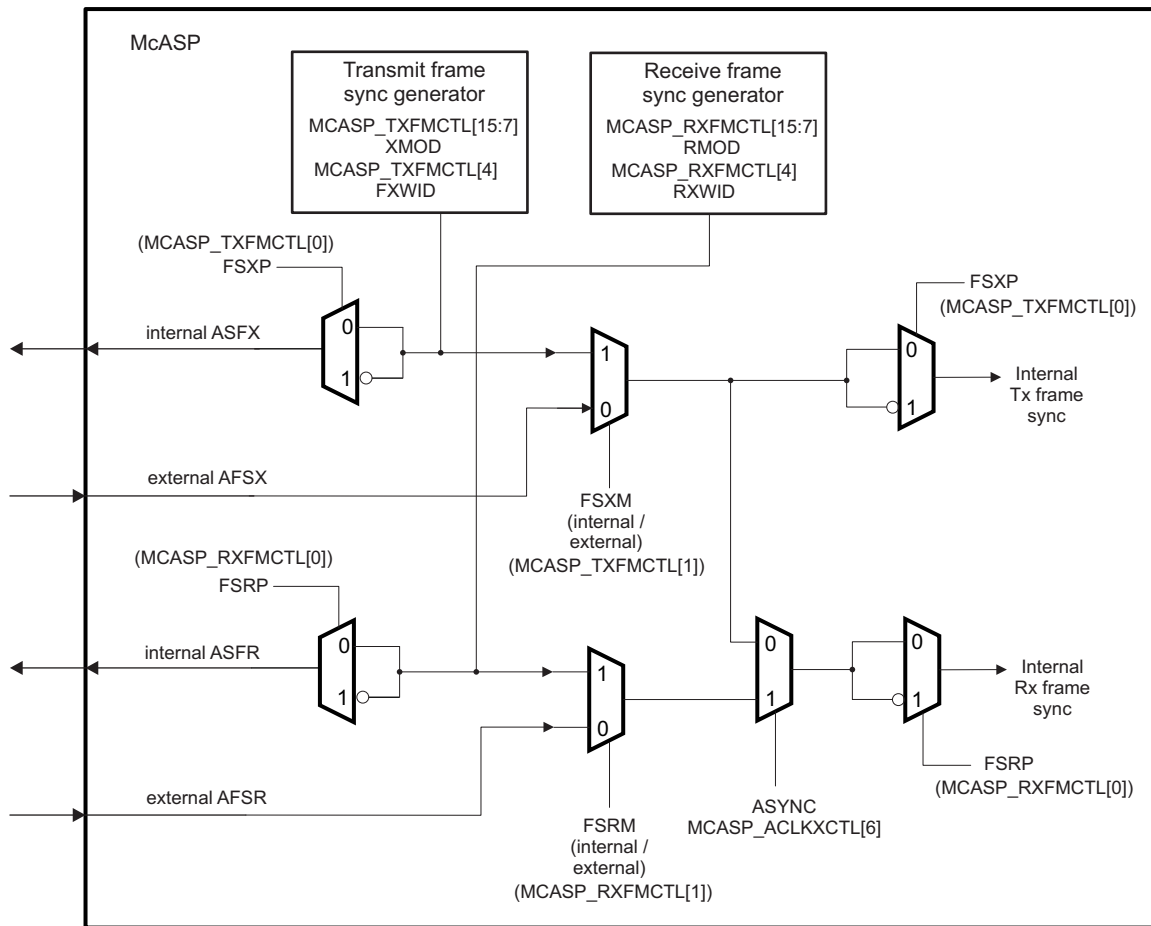 McASP
Transmit frame
sync generator
MCASP_TXFMCTL[15:7]
XMOD
MCASP_TXFMCTL[4]
FXWID
Receive frame
sync generator
MCASP_RXFMCTL[15:7]
RMOD
MCASP_RXFMCTL[4]
RXWID
(MCASP_TXFMCTL[0])
FSXP
internal ASFX
0
1
1
0
FSXP
(MCASP_TXFMCTL[0])
0
1
Internal
Tx frame
sync
external AFSX
FSXM
(internal /
external)
(MCASP_TXFMCTL[1])
(MCASP_RXFMCTL[0])
FSRP
internal ASFR
0
1
1
0
0
1
0
1
Internal
Rx frame
sync
external AFSR
FSRM
(internal /
external)
(MCASP_RXFMCTL[1])
ASYNC
MCASP_ACLKXCTL[6]
FSRP
(MCASP_RXFMCTL[0])